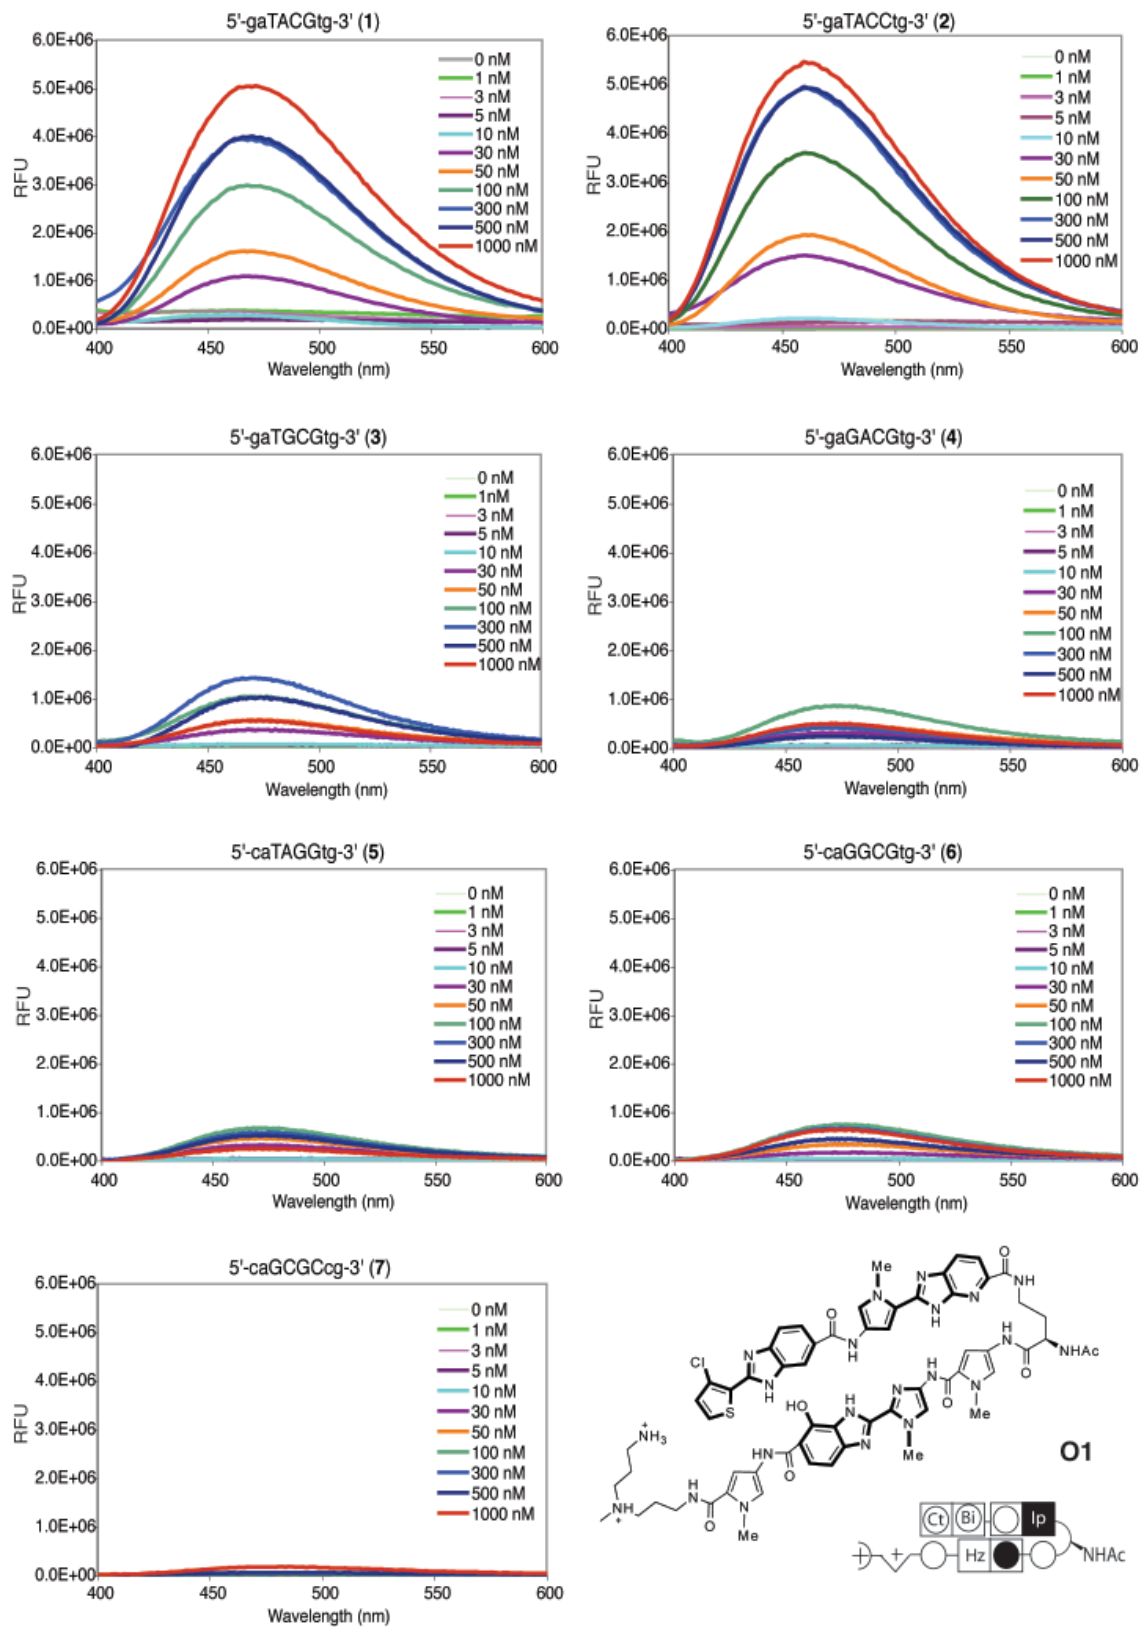 5'-gaTACGtg-3' (1)
6.0E+06
5.0E+06
4.0E+06
3.0E+06
2.0E+06
1.0E+06
0.0E+00
RFU
400
450
500
550
600
Wavelength (nm)
0 nM
1 nM
3 nM
5 nM
10 nM
30 nM
50 nM
100 nM
300 nM
500 nM
1000 nM
5'-gaTACCtg-3' (2)
6.0E+06
5.0E+06
4.0E+06
3.0E+06
2.0E+06
1.0E+06
0.0E+00
RFU
400
450
500
550
600
Wavelength (nm)
0 nM
1 nM
3 nM
5 nM
10 nM
30 nM
50 nM
100 nM
300 nM
500 nM
1000 nM
5'-gaTGCGtg-3' (3)
6.0E+06
5.0E+06
4.0E+06
3.0E+06
2.0E+06
1.0E+06
0.0E+00
RFU
400
450
500
550
600
Wavelength (nm)
0 nM
1nM
3 nM
5 nM
10 nM
30 nM
50 nM
100 nM
300 nM
500 nM
1000 nM
5'-gaGACGtg-3' (4)
6.0E+06
5.0E+06
4.0E+06
3.0E+06
2.0E+06
1.0E+06
0.0E+00
RFU
400
450
500
550
600
Wavelength (nm)
0 nM
1 nM
3 nM
5 nM
10 nM
30 nM
50 nM
100 nM
300 nM
500 nM
1000 nM
5'-caTAGGtg-3' (5)
6.0E+06
5.0E+06
4.0E+06
3.0E+06
2.0E+06
1.0E+06
0.0E+00
RFU
400
450
500
550
600
Wavelength (nm)
0 nM
1 nM
3 nM
5 nM
10 nM
30 nM
50 nM
100 nM
300 nM
500 nM
1000 nM
5'-caGGCGtg-3' (6)
6.0E+06
5.0E+06
4.0E+06
3.0E+06
2.0E+06
1.0E+06
0.0E+00
RFU
400
450
500
550
600
Wavelength (nm)
0 nM
1 nM
3 nM
5 nM
10 nM
30 nM
50 nM
100 nM
300 nM
500 nM
1000 nM
5'-caGCGCcg-3' (7)
6.0E+06
5.0E+06
4.0E+06
3.0E+06
2.0E+06
1.0E+06
0.0E+00
RFU
400
450
500
550
600
Wavelength (nm)
0 nM
1 nM
3 nM
5 nM
10 nM
30 nM
50 nM
100 nM
300 nM
500 nM
1000 nM
O
Me
N
N
NH
N
N
H
O
N
H
N
N
H
Cl
S
H
N
O
NHAc
N
Me
H
N
O
N
N
Me
H
N
N
HO
O
HN
N
Me
O
H
N
NH
+
NH3
+
O1
Ct
Bi
Ip
+
+
Hz
NHAc